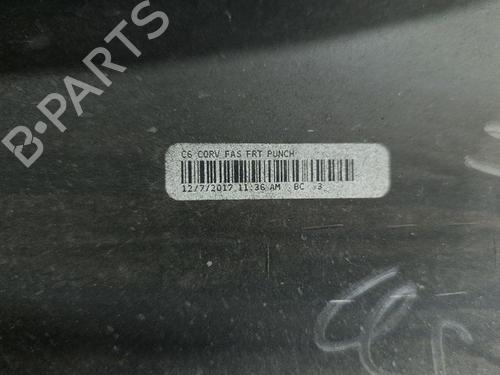 B-PARTS
C6 CORV FAS FRT PUNCH
12/7/2017 11:36 AM BC 3